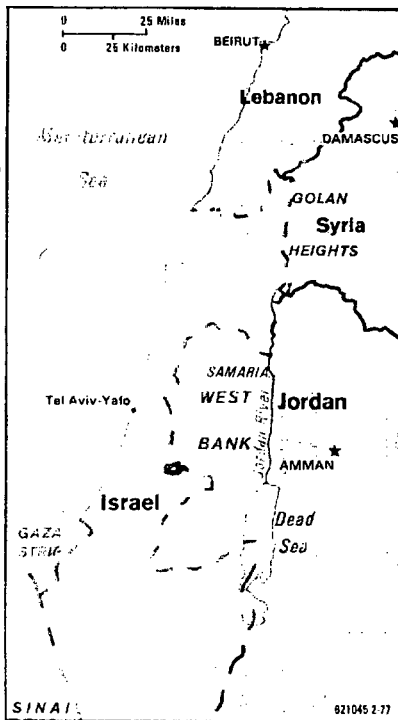 0 25 Miles
0 25 Kilometers
BEIRUT
Lebanon
Mediterranean
Sea
DAMASCUS
GOLAN
Syria
HEIGHTS
SAMARIA
WEST
Jordan
Tel Aviv-Yafo
BANK
Jordan River
AMMAN
Israel
Dead
Sea
GAZA
STRIP
SINAI
621045 2-77